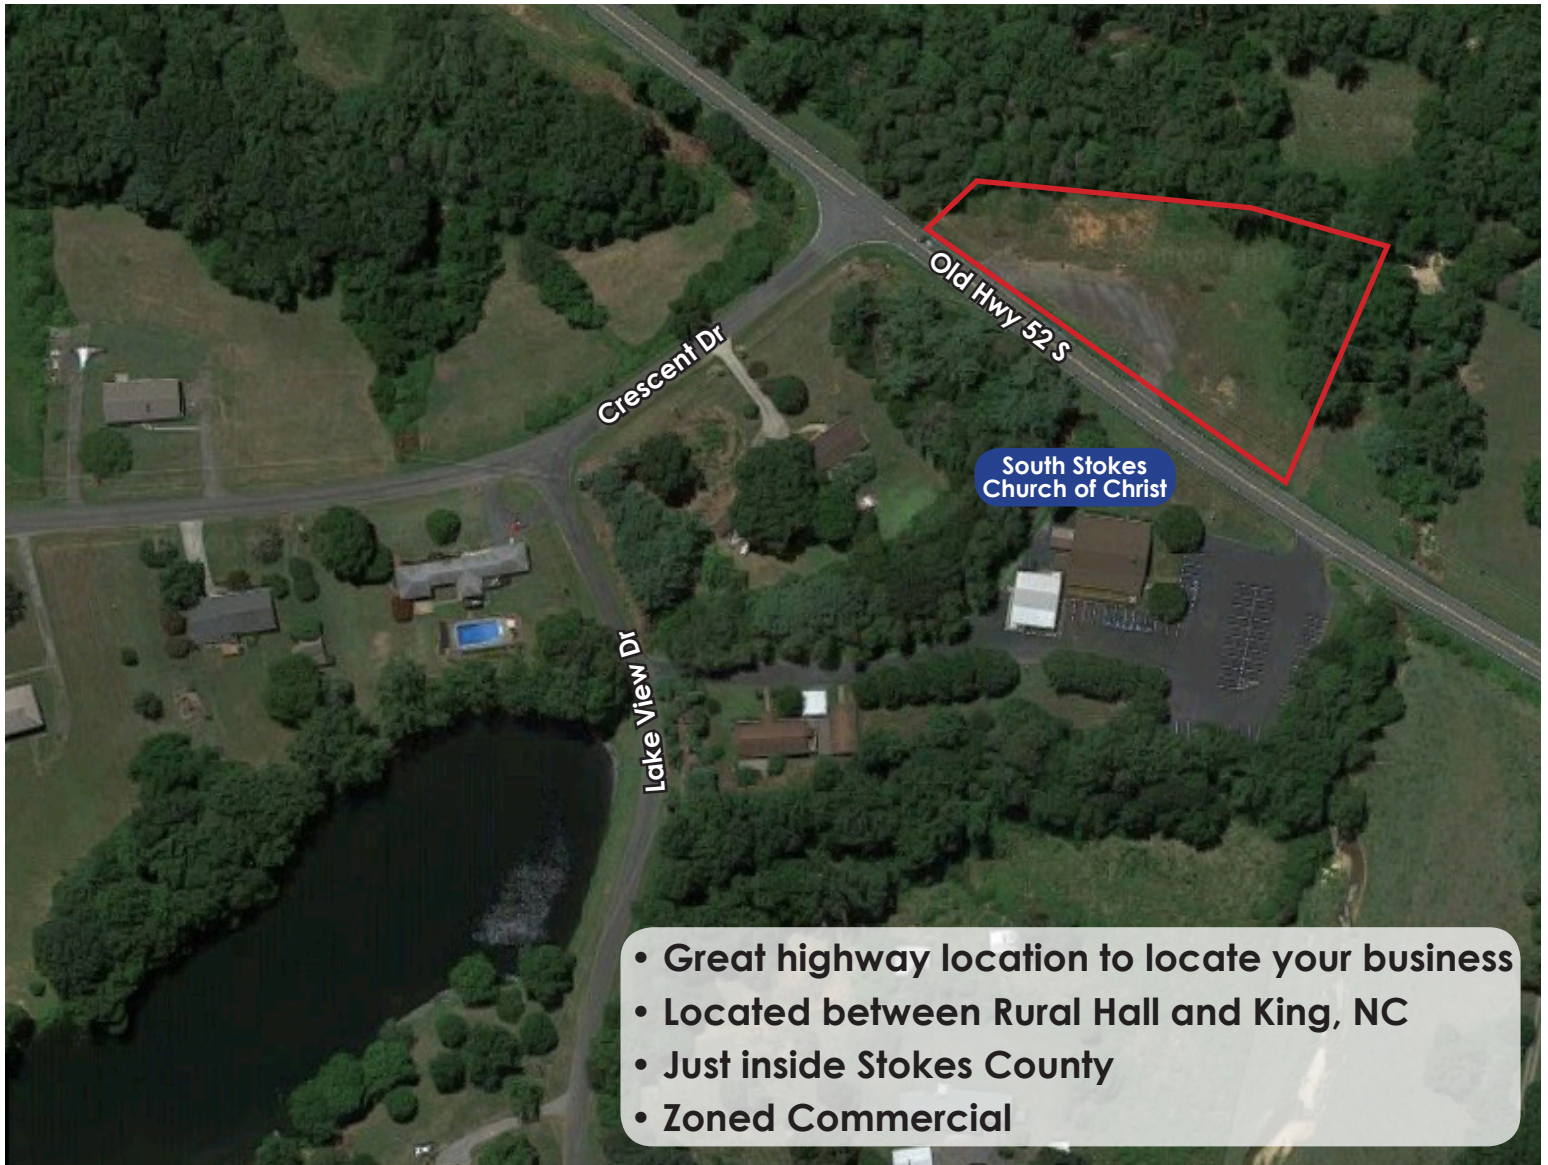 Old Hwy 52 S
Crescent Dr
South Stokes
Church of Christ
Lake View Dr
• Great highway location to locate your business
• Located between Rural Hall and King, NC
• Just inside Stokes County
• Zoned Commercial